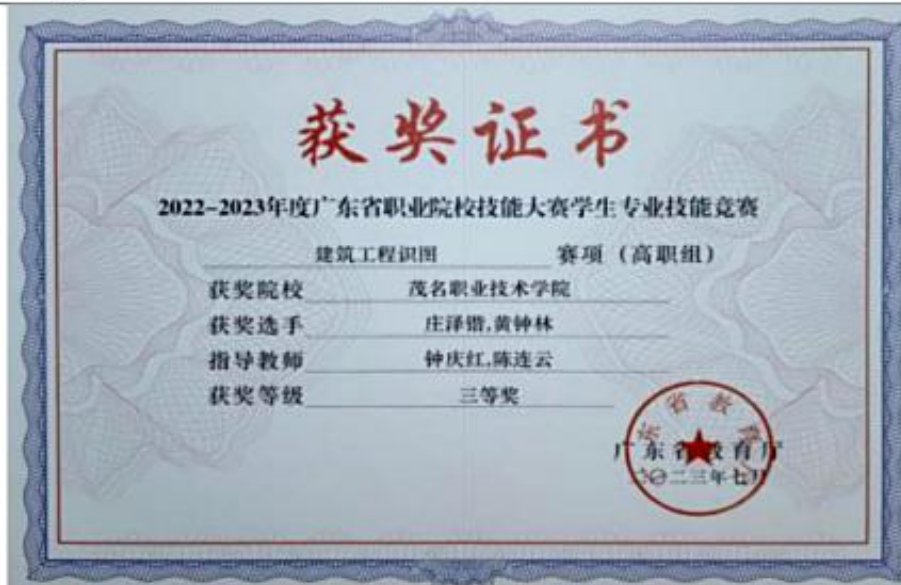 获奖证书
2022-2023年度广东省职业院校技能大赛学生专业技能竞赛
建筑工程识图 赛项（高职组）
获奖院校 茂名职业技术学院
获奖选手 庄泽锴,黄钟林
指导教师 钟庆红,陈连云
获奖等级 三等奖
广东省教育厅
二〇二三年七月